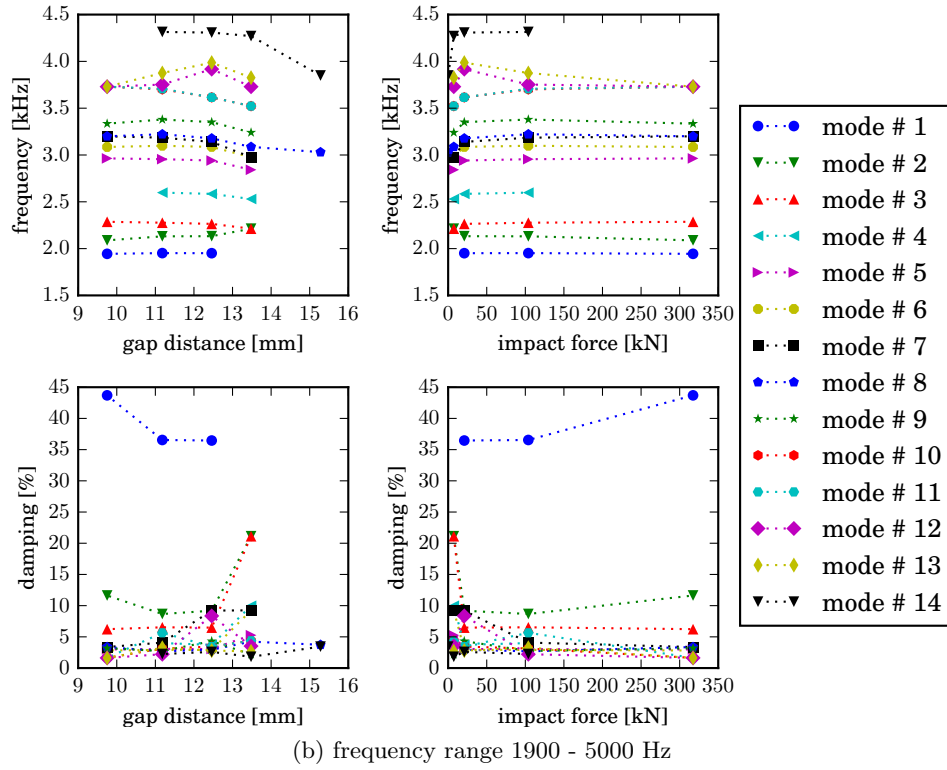 4.5
4.0
3.5
3.0
2.5
2.0
1.5
frequency [kHz]
9 10 11 12 13 14 15 16
gap distance [mm]
4.5
4.0
3.5
3.0
2.5
2.0
1.5
frequency [kHz]
0 50 100 150 200 250 300 350
impact force [kN]
45
40
35
30
25
20
15
10
5
0
damping [%]
9 10 11 12 13 14 15 16
gap distance [mm]
45
40
35
30
25
20
15
10
5
0
damping [%]
0 50 100 150 200 250 300 350
impact force [kN]
mode # 1
mode # 2
mode # 3
mode # 4
mode # 5
mode # 6
mode # 7
mode # 8
mode # 9
mode # 10
mode # 11
mode # 12
mode # 13
mode # 14
(b) frequency range 1900 - 5000 Hz